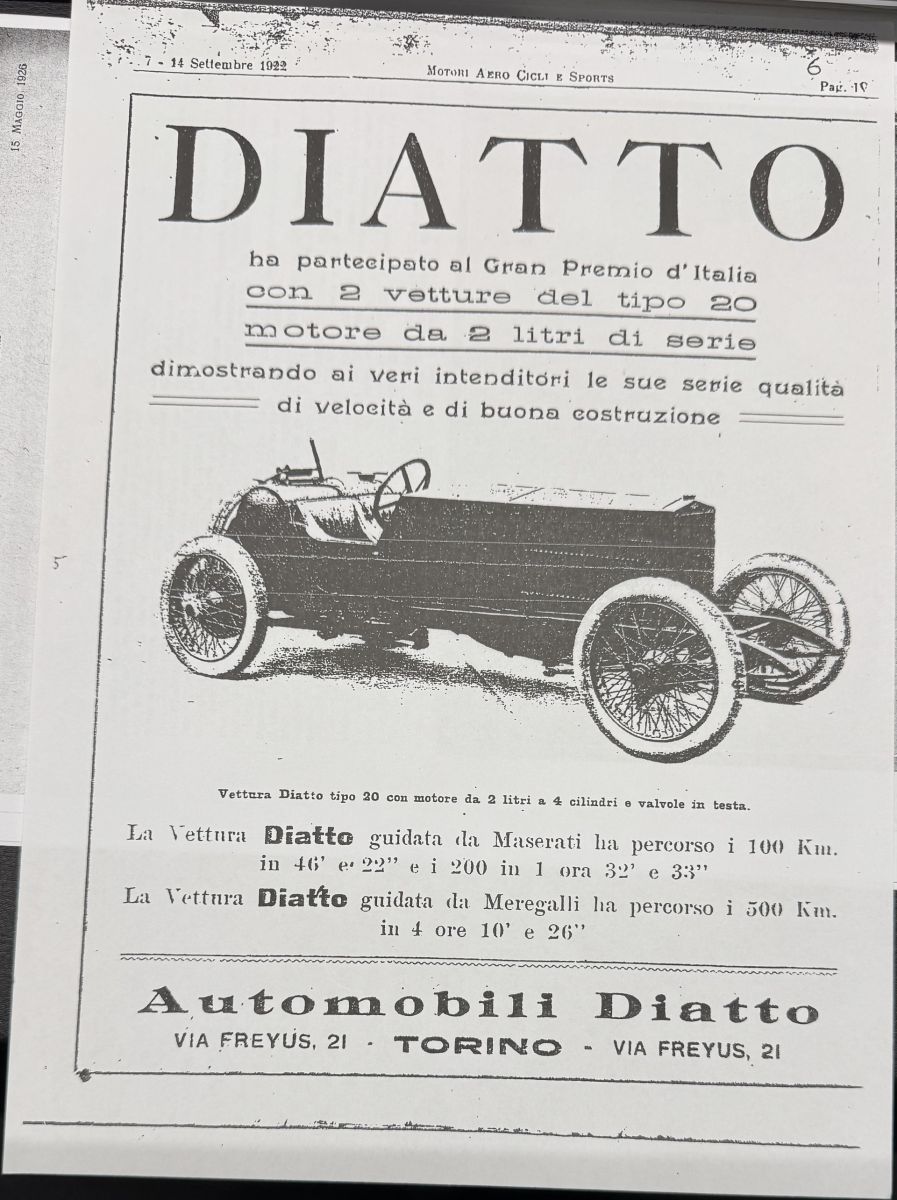 15 MAGGIO, 1926
7 - 14 Settembre 1922
MOTORI AERO CICLI E SPORTS
6
Pag.
DIATTO
ha partecipato al Gran Premio d'Italia
con 2 vetture del tipo 20
motore da 2 litri di serie
dimostrando ai veri intenditori le sue serie qualità
di velocità e di buona costruzione
5
Vettura Diatto tipo 20 con motore da 2 litri a 4 cilindri e valvole in testa.
La Vettura Diatto guidata da Maserati ha percorso i 100 Km.
in 46' e 22" e i 200 in 1 ora 32' e 33"
La Vettura Diatto guidata da Meregalli ha percorso i 500 Km.
in 4 ore 10' e 26"
Automobili Diatto
VIA FREYUS, 21 - TORINO - VIA FREYUS, 21